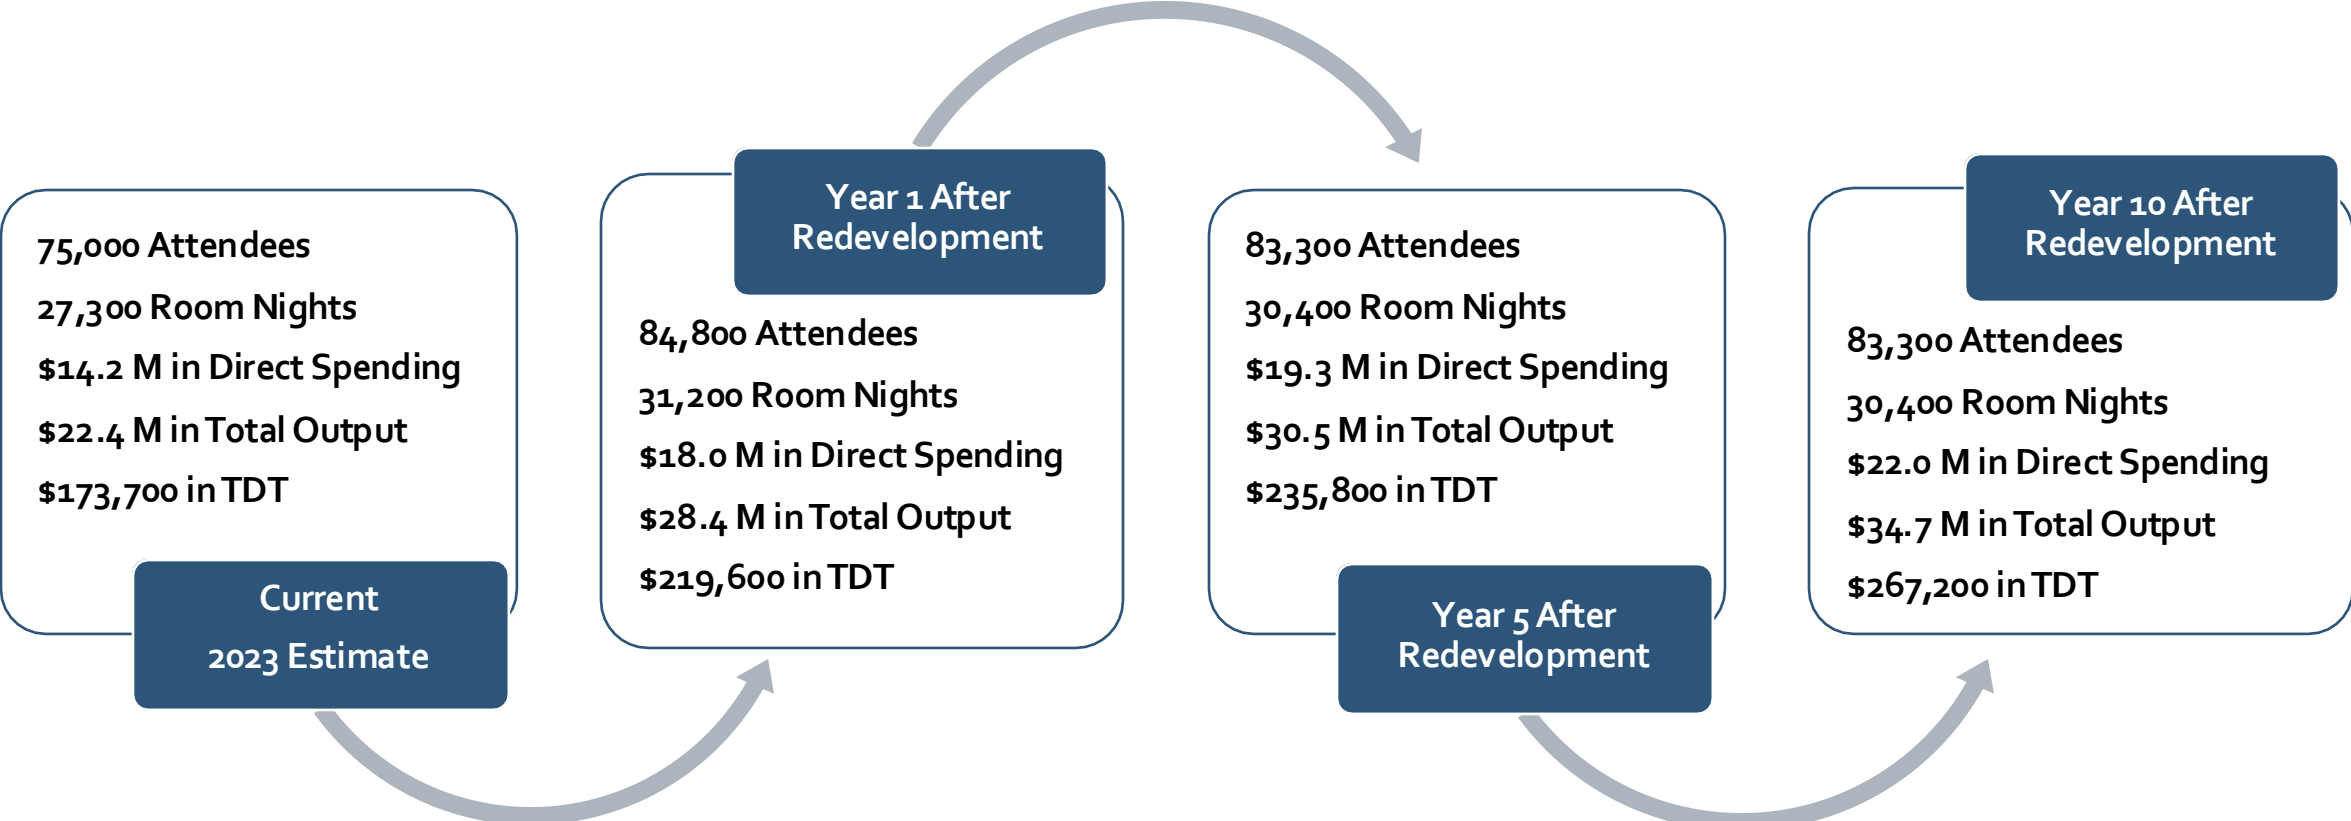 75,000 Attendees
27,300 Room Nights
$14.2 M in Direct Spending
$22.4 M in Total Output
$173,700 in TDT
Current
2023 Estimate
Year 1 After
Redevelopment
84,800 Attendees
31,200 Room Nights
$18.0 M in Direct Spending
$28.4 M in Total Output
$219,600 in TDT
83,300 Attendees
30,400 Room Nights
$19.3 M in Direct Spending
$30.5 M in Total Output
$235,800 in TDT
Year 5 After
Redevelopment
Year 10 After
Redevelopment
83,300 Attendees
30,400 Room Nights
$22.0 M in Direct Spending
$34.7 M in Total Output
$267,200 in TDT